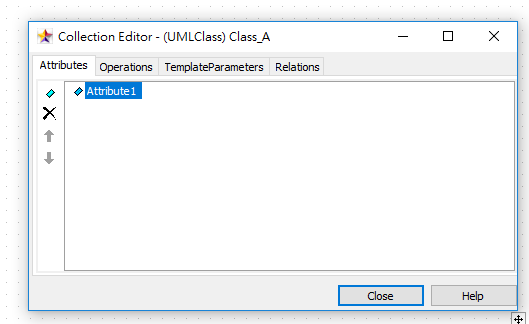 Collection Editor - (UMLClass) Class_A
Attributes Operations TemplateParameters Relations
Attribute1
Close Help